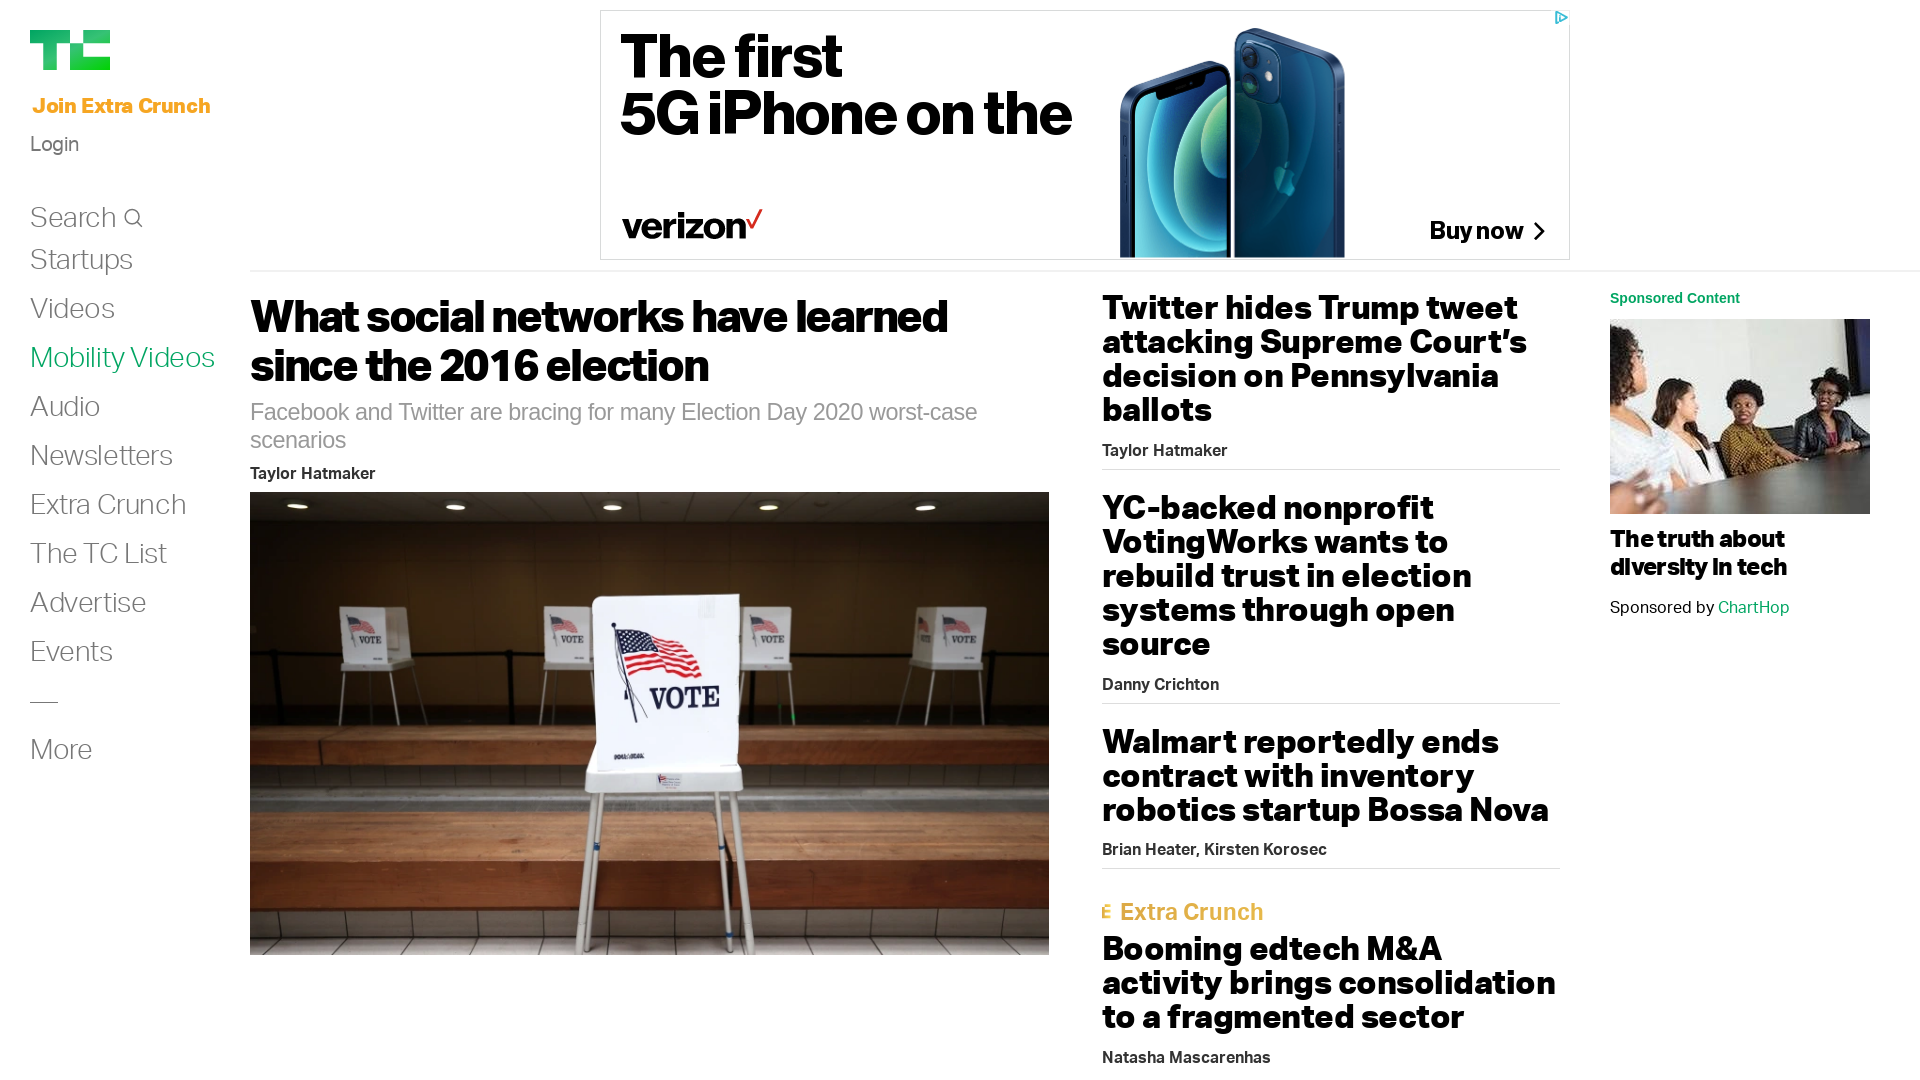 TC
Join Extra Crunch
Login
Search
Startups
Videos
Mobility Videos
Audio
Newsletters
Extra Crunch
The TC List
Advertise
Events
More
The first
5G iPhone on the
verizon
Buy now
What social networks have learned
since the 2016 election
Facebook and Twitter are bracing for many Election Day 2020 worst-case
scenarios
Taylor Hatmaker
VOTE
VOTE
VOTE
VOTE
VOTE
Twitter hides Trump tweet
attacking Supreme Court’s
decision on Pennsylvania
ballots
Taylor Hatmaker
YC-backed nonprofit
VotingWorks wants to
rebuild trust in election
systems through open
source
Danny Crichton
Walmart reportedly ends
contract with inventory
robotics startup Bossa Nova
Brian Heater, Kirsten Korosec
Extra Crunch
Booming edtech M&A
activity brings consolidation
to a fragmented sector
Natasha Mascarenhas
Sponsored Content
The truth about
diversity in tech
Sponsored by ChartHop